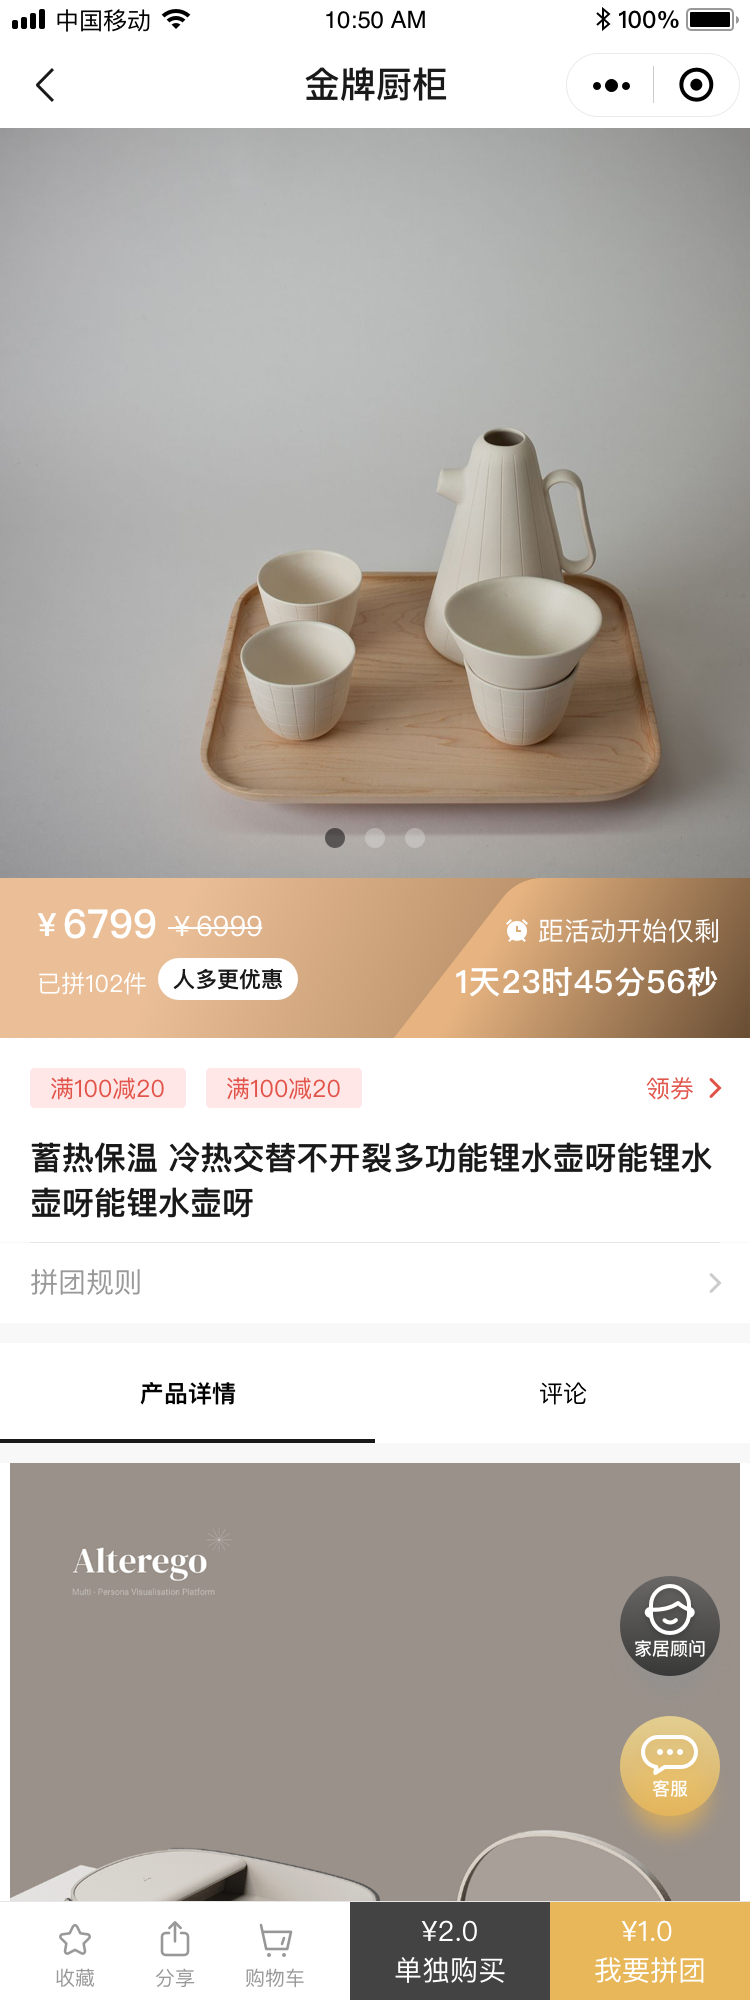 中国移动
10:50 AM
100%
金牌厨柜
¥6799 ¥6999
已拼102件 人多更优惠
距活动开始仅剩
1天23时45分56秒
满100减20 满100减20 领券
蓄热保温 冷热交替不开裂多功能锂水壶呀能锂水
壶呀能锂水壶呀
拼团规则
产品详情 评论
Alterego
Multi - Persona Visualisation Platform
家居顾问
客服
收藏 分享 购物车
¥2.0
单独购买
¥1.0
我要拼团